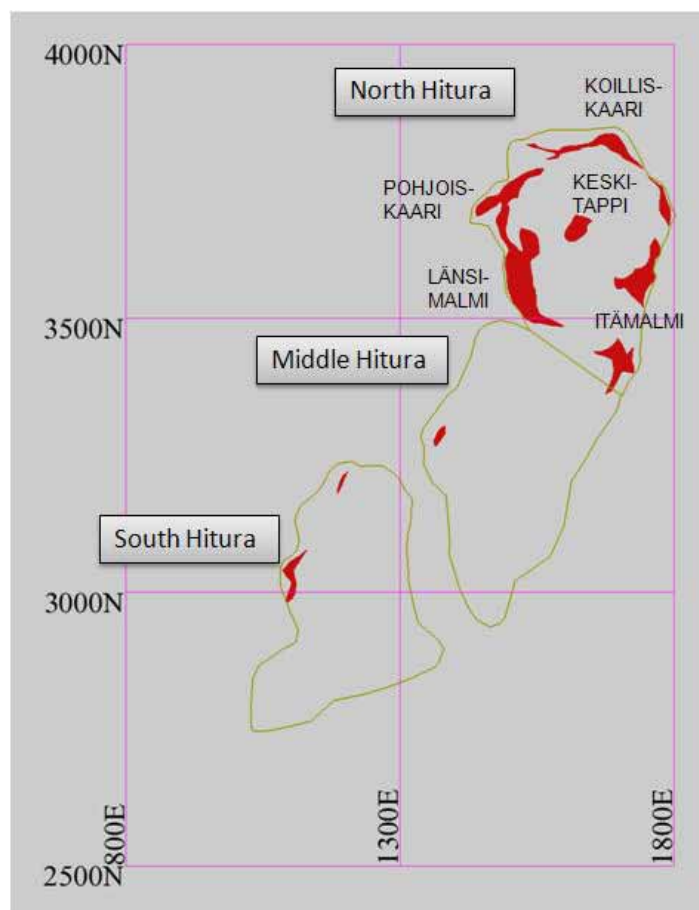 4000N
North Hitura
KOILLIS-
KAARI
POHJOIS-
KAARI
KESKI-
TAPPI
LÄNSI-
MALMI
3500N
ITÄMALMI
Middle Hitura
South Hitura
3000N
800E
1300E
1800E
2500N